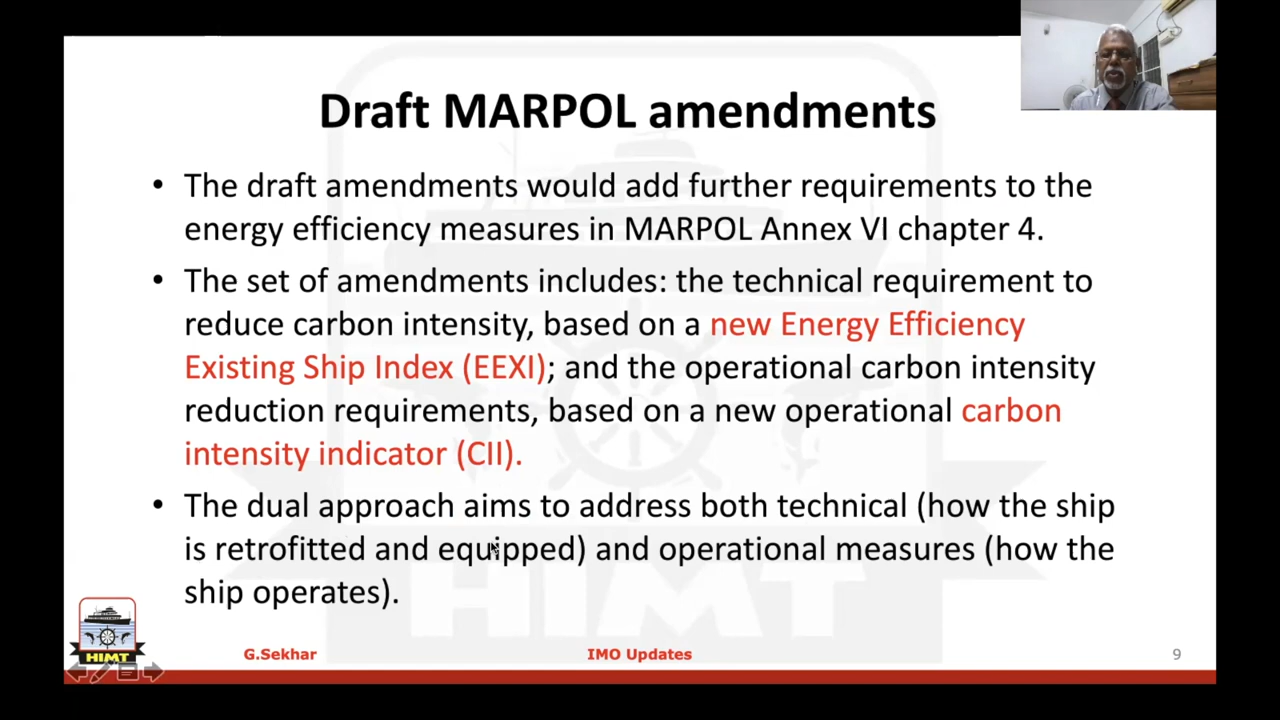 Draft MARPOL amendments
• The draft amendments would add further requirements to the
energy efficiency measures in MARPOL Annex VI chapter 4.
• The set of amendments includes: the technical requirement to
reduce carbon intensity, based on a new Energy Efficiency
Existing Ship Index (EEXI); and the operational carbon intensity
reduction requirements, based on a new operational carbon
intensity indicator (CII).
• The dual approach aims to address both technical (how the ship
is retrofitted and equipped) and operational measures (how the
ship operates).
HIMT
HIMT
G.Sekhar
IMO Updates
9